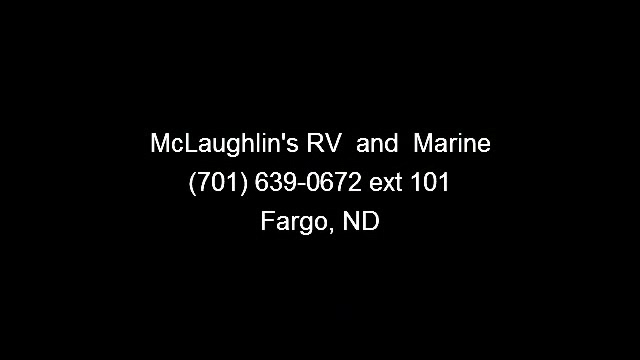 McLaughlin's RV  and  Marine
(701) 639-0672 ext 101
Fargo, ND